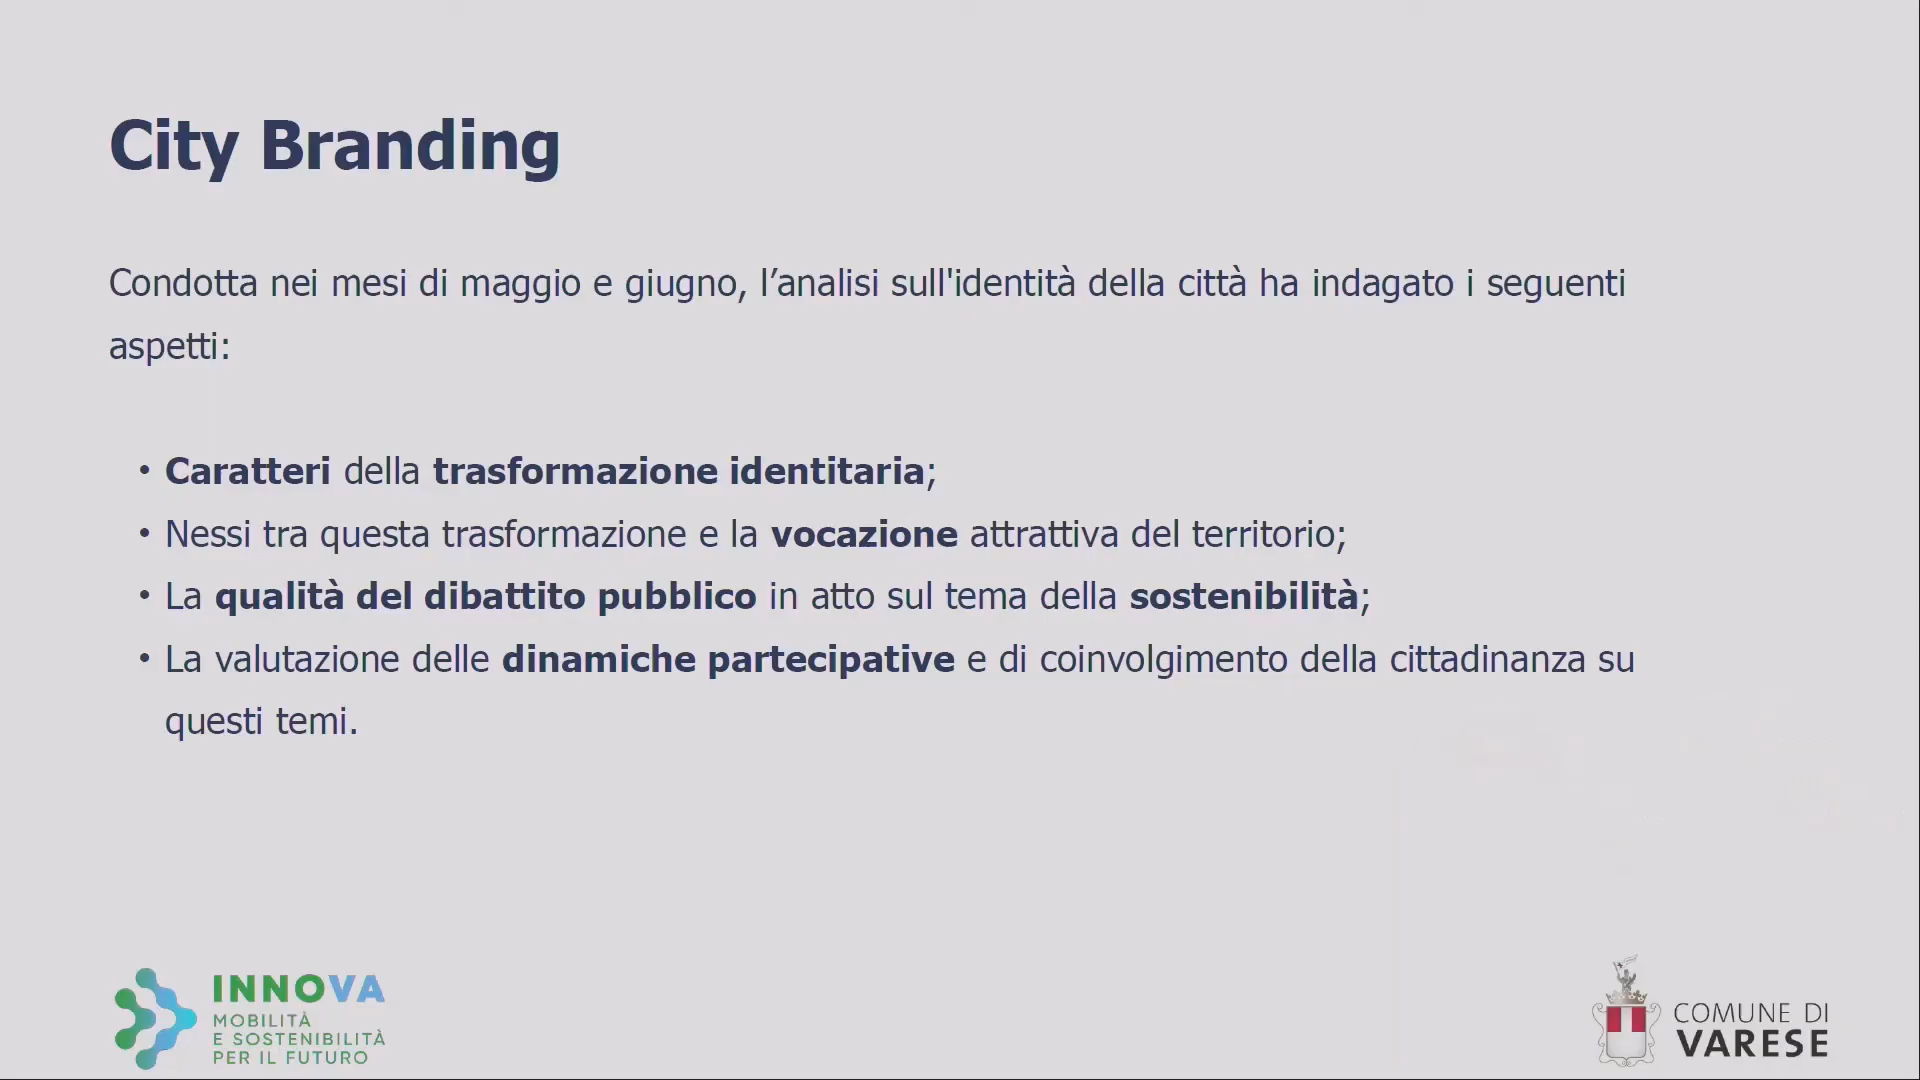 City Branding
Condotta nei mesi di maggio e giugno, l’analisi sull'identità della città ha indagato i seguenti
aspetti:
• Caratteri della trasformazione identitaria;
• Nessi tra questa trasformazione e la vocazione attrattiva del territorio;
• La qualità del dibattito pubblico in atto sul tema della sostenibilità;
• La valutazione delle dinamiche partecipative e di coinvolgimento della cittadinanza su
questi temi.
INNOVA
MOBILITÀ
E SOSTENIBILITÀ
PER IL FUTURO
COMUNE DI
VARESE